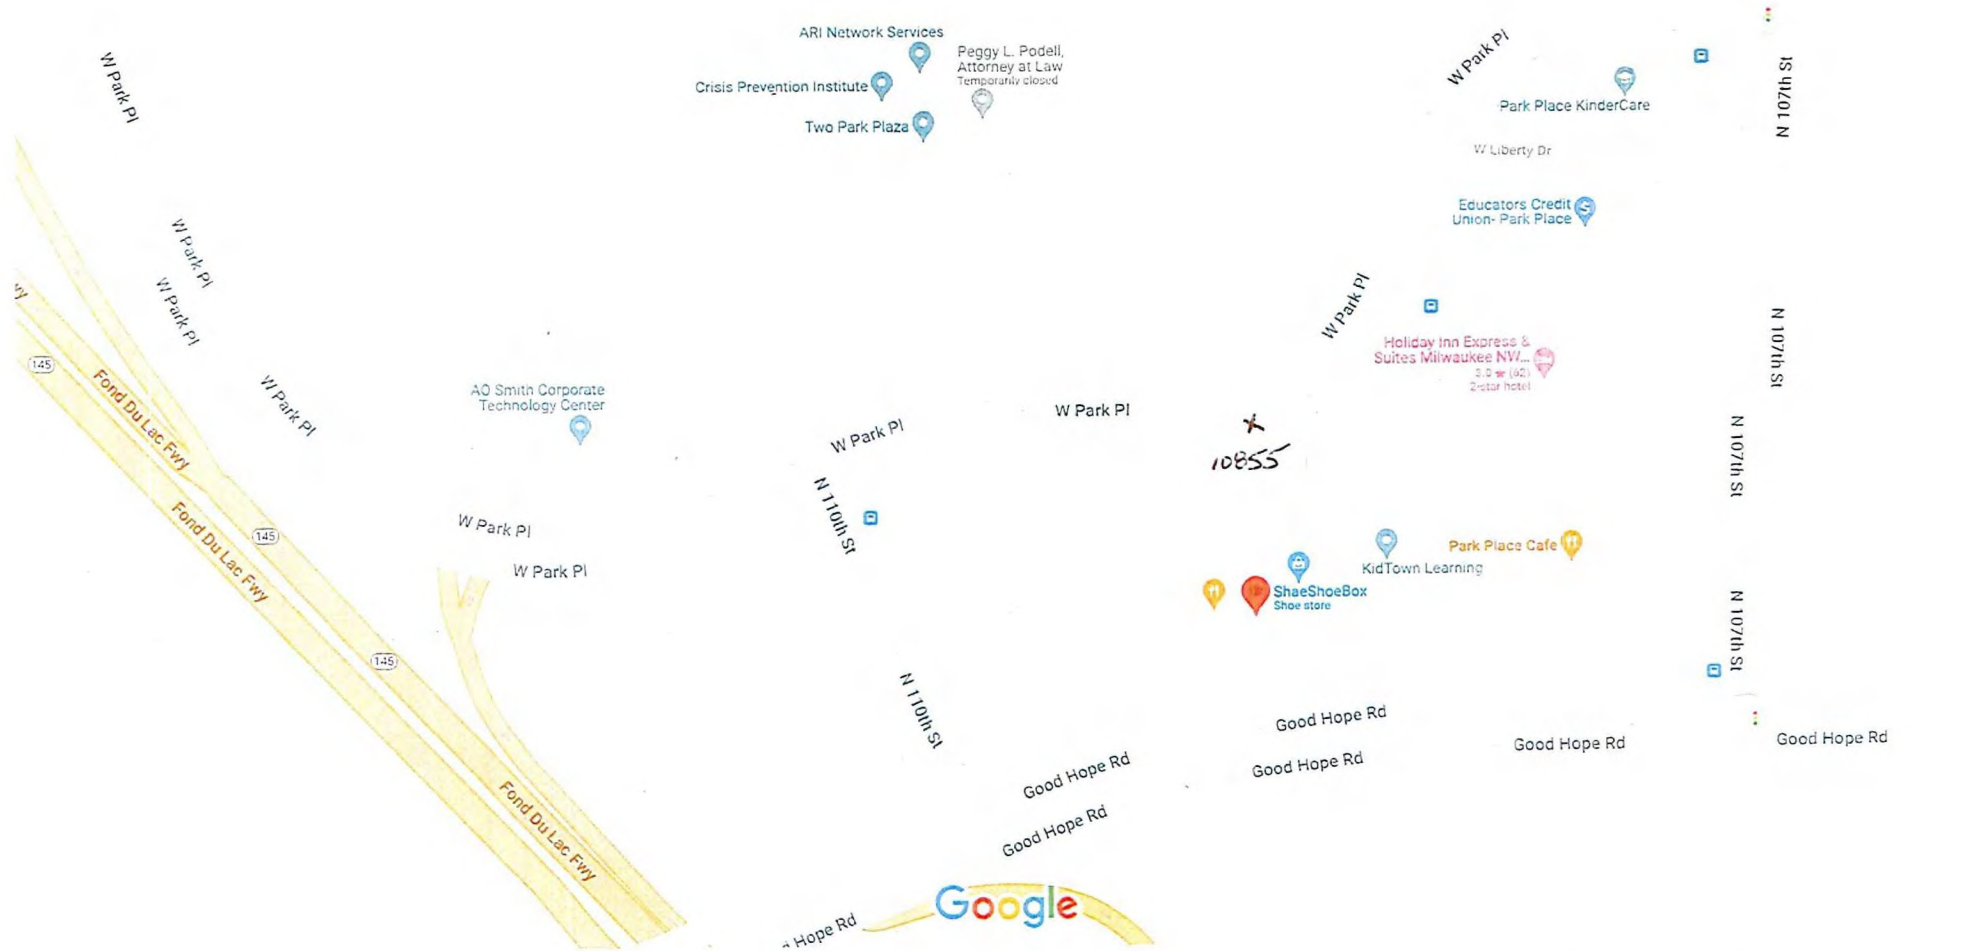 ARI Network Services
Peggy L. Podell,
Attorney at Law
Temporarily closed
Crisis Prevention Institute
Two Park Plaza
W Park Pl
W Park Pl
Park Place KinderCare
N 107th St
W Liberty Dr
Educators Credit
Union- Park Place
W Park Pl
W Park Pl
W Park Pl
Holiday Inn Express &
Suites Milwaukee NW...
3.0 ★ (62)
2-star hotel
N 107th St
145
Fond Du Lac Fwy
W Park Pl
AO Smith Corporate
Technology Center
W Park Pl
W Park Pl
X
10855
N 107th St
Fond Du Lac Fwy
145
W Park Pl
W Park Pl
N 110th St
Park Place Cafe
KidTown Learning
ShaeShoeBox
Shoe store
N 107th St
145
N 110th St
Good Hope Rd
Good Hope Rd
Good Hope Rd
Good Hope Rd
Good Hope Rd
Good Hope Rd
Fond Du Lac Fwy
Hope Rd
Google